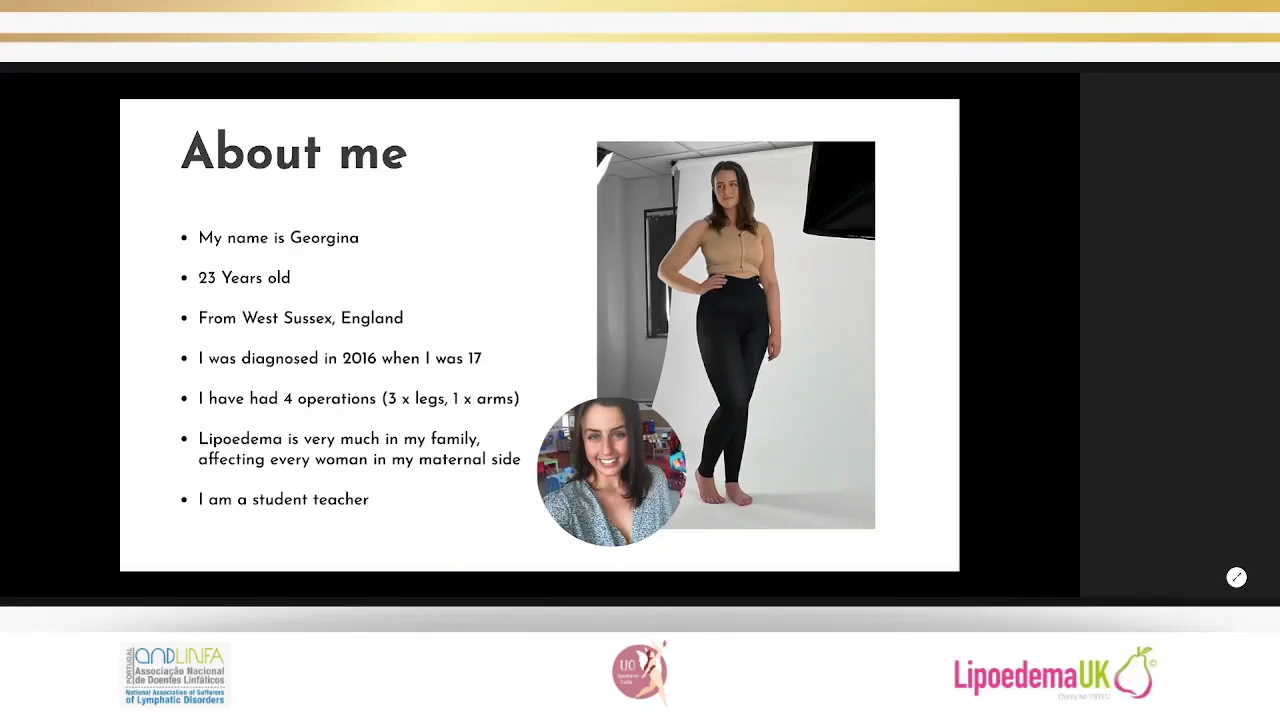 About me
My name is Georgina
23 Years old
From West Sussex, England
I was diagnosed in 2016 when I was 17
I have had 4 operations (3 x legs, 1 x arms)
Lipoedema is very much in my family,
affecting every woman in my maternal side
I am a student teacher
PORTUGAL
andLINFA
Associação Nacional
de Doentes Linfáticos
National Association of Sufferers
of Lymphatic Disorders
LIO
LipoedemaUK